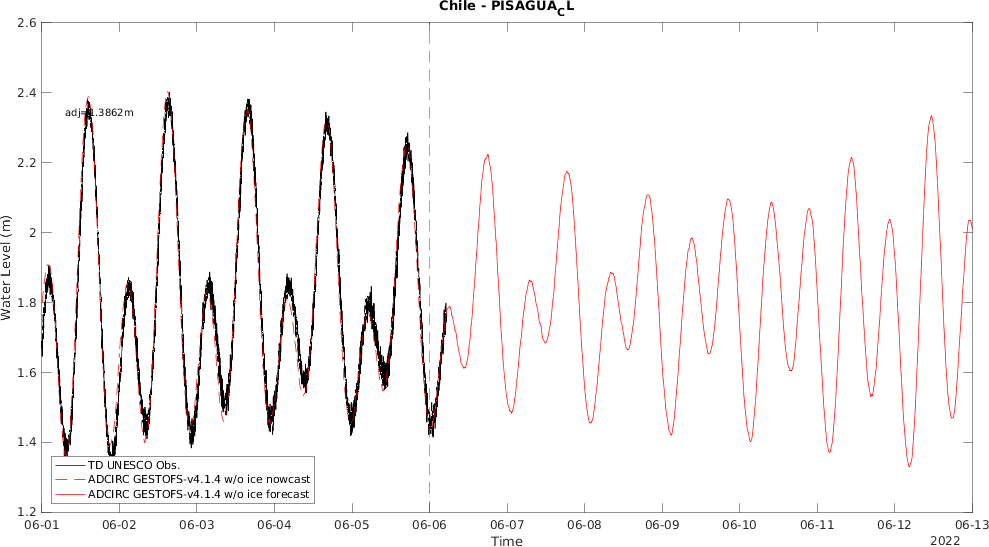 Chile - PISAGUA_CL
2.6
2.4
2.2
2
1.8
1.6
1.4
1.2
Water Level (m)
adj=1.3862m
TD UNESCO Obs.
ADCIRC GESTOFS-v4.1.4 w/o ice nowcast
ADCIRC GESTOFS-v4.1.4 w/o ice forecast
06-01 06-02 06-03 06-04 06-05 06-06 06-07 06-08 06-09 06-10 06-11 06-12 06-13
Time
2022